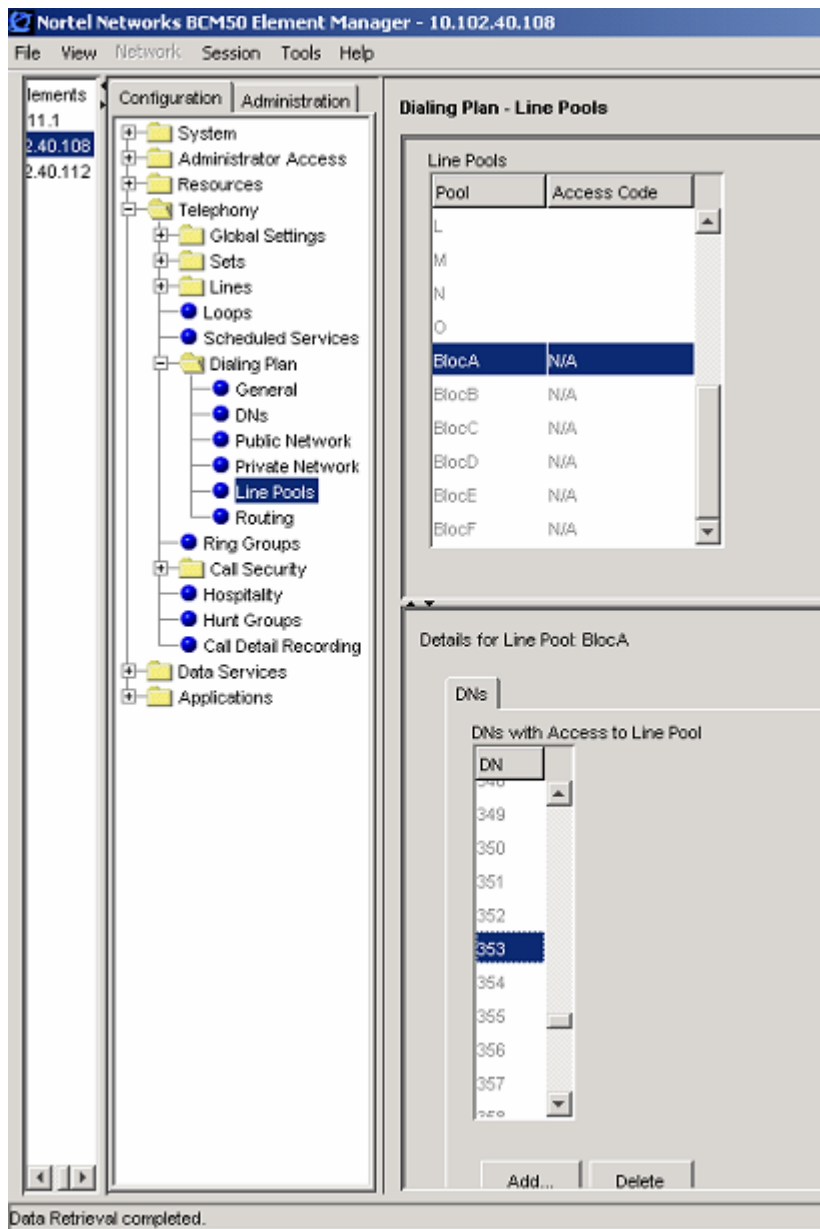 Nortel Networks BCM50 Element Manager - 10.102.40.108
File View Network Session Tools Help
lements
11.1
2.40.108
2.40.112
Configuration Administration
System
Administrator Access
Resources
Telephony
Global Settings
Sets
Lines
Loops
Scheduled Services
Dialing Plan
General
DNs
Public Network
Private Network
Line Pools
Routing
Ring Groups
Call Security
Hospitality
Hunt Groups
Call Detail Recording
Data Services
Applications
Dialing Plan - Line Pools
Line Pools
Pool Access Code
L
M
N
O
BlocA N/A
BlocB N/A
BlocC N/A
BlocD N/A
BlocE N/A
BlocF N/A
Details for Line Pool: BlocA
DNs
DNs with Access to Line Pool
DN
349
350
351
352
353
354
355
356
357
Add... Delete
Data Retrieval completed.